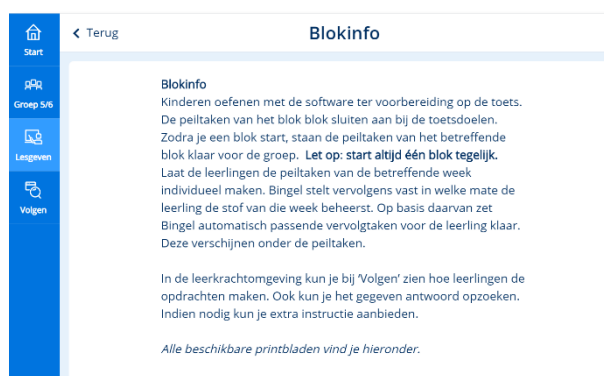 Start
Terug
Blokinfo
Groep 5/6
Lesgeven
Volgen
Blokinfo
Kinderen oefenen met de software ter voorbereiding op de toets.
De peiltaken van het blok blok sluiten aan bij de toetsdoelen.
Zodra je een blok start, staan de peiltaken van het betreffende
blok klaar voor de groep. Let op: start altijd één blok tegelijk.
Laat de leerlingen de peiltaken van de betreffende week
individueel maken. Bingel stelt vervolgens vast in welke mate de
leerling de stof van die week beheerst. Op basis daarvan zet
Bingel automatisch passende vervolgtaken voor de leerling klaar.
Deze verschijnen onder de peiltaken.
In de leerkrachtomgeving kun je bij ‘Volgen’ zien hoe leerlingen de
opdrachten maken. Ook kun je het gegeven antwoord opzoeken.
Indien nodig kun je extra instructie aanbieden.
Alle beschikbare printbladen vind je hieronder.